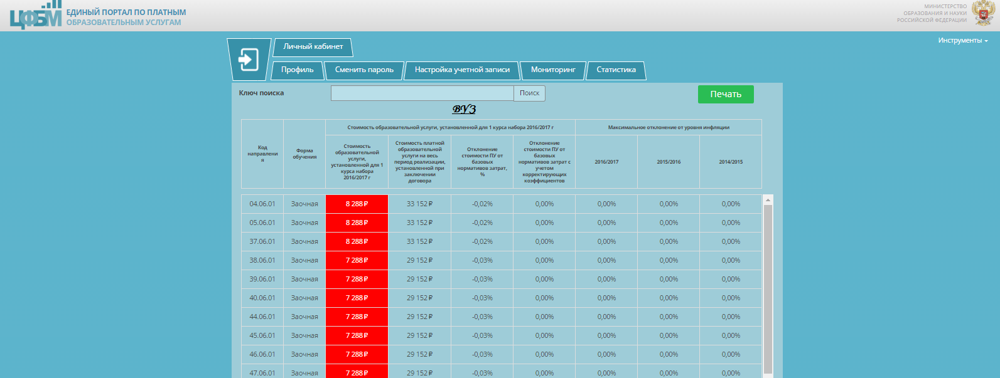 ЦФБМ
ЕДИНЫЙ ПОРТАЛ ПО ПЛАТНЫМ
ОБРАЗОВАТЕЛЬНЫМ УСЛУГАМ
МИНИСТЕРСТВО
ОБРАЗОВАНИЯ И НАУКИ
РОССИЙСКОЙ ФЕДЕРАЦИИ
Инструменты
Личный кабинет
Профиль Сменить пароль Настройка учетной записи Мониторинг Статистика
Ключ поиска Поиск Печать
ВУЗ
Стоимость образовательной услуги, установленной для 1 курса набора 2016/2017 г Максимальное отклонение от уровня инфляции
Код
направлени
я
Форма
обучения
Стоимость
образовательной
услуги,
установленной для 1
курса набора
2016/2017 г
Стоимость платной
образовательной
услуги на весь
период реализации,
установленной при
заключении
договора
Отклонение
стоимости ПУ от
базовых
нормативов затрат,
%
Отклонение
стоимости ПУ от
базовых
нормативов затрат с
учетом
корректирующих
коэффициентов
2016/2017 2015/2016 2014/2015
04.06.01 Заочная 8 288 ₽ 33 152 ₽ -0,02% 0,00% 0,00% 0,00% 0,00%
05.06.01 Заочная 8 288 ₽ 33 152 ₽ -0,02% 0,00% 0,00% 0,00% 0,00%
37.06.01 Заочная 8 288 ₽ 33 152 ₽ -0,02% 0,00% 0,00% 0,00% 0,00%
38.06.01 Заочная 7 288 ₽ 29 152 ₽ -0,03% 0,00% 0,00% 0,00% 0,00%
39.06.01 Заочная 7 288 ₽ 29 152 ₽ -0,03% 0,00% 0,00% 0,00% 0,00%
40.06.01 Заочная 7 288 ₽ 29 152 ₽ -0,03% 0,00% 0,00% 0,00% 0,00%
44.06.01 Заочная 7 288 ₽ 29 152 ₽ -0,03% 0,00% 0,00% 0,00% 0,00%
45.06.01 Заочная 7 288 ₽ 29 152 ₽ -0,03% 0,00% 0,00% 0,00% 0,00%
46.06.01 Заочная 7 288 ₽ 29 152 ₽ -0,03% 0,00% 0,00% 0,00% 0,00%
47.06.01 Заочная 7 288 ₽ 29 152 ₽ -0,03% 0,00% 0,00% 0,00% 0,00%